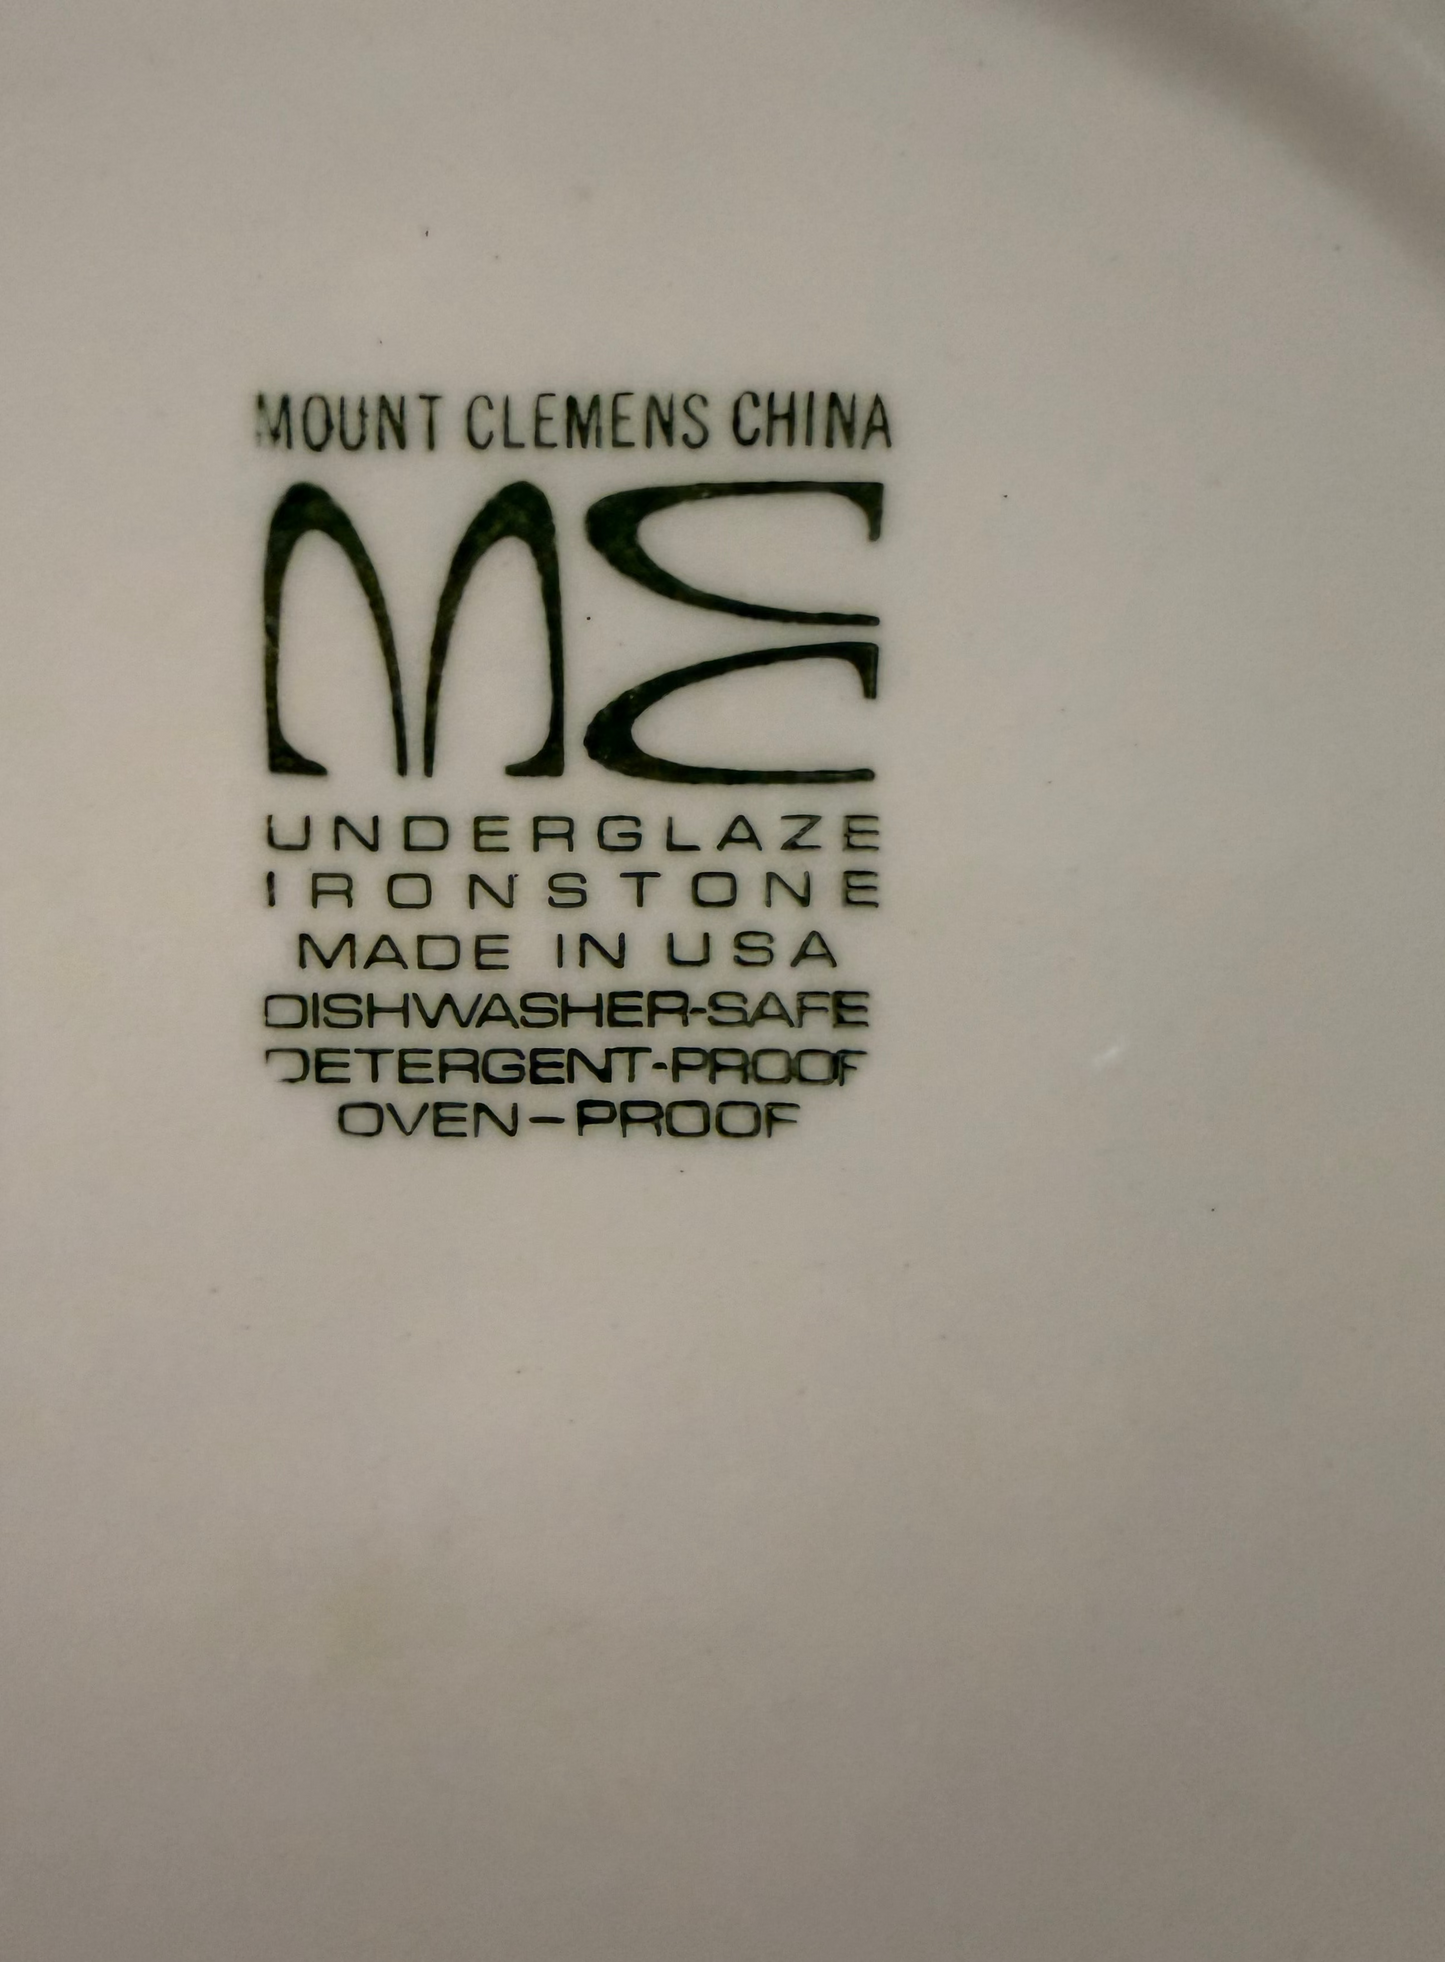 MOUNT CLEMENS CHINA
MC
UNDERGLAZE
IRONSTONE
MADE IN USA
DISHWASHER-SAFE
DETERGENT-PROOF
OVEN-PROOF